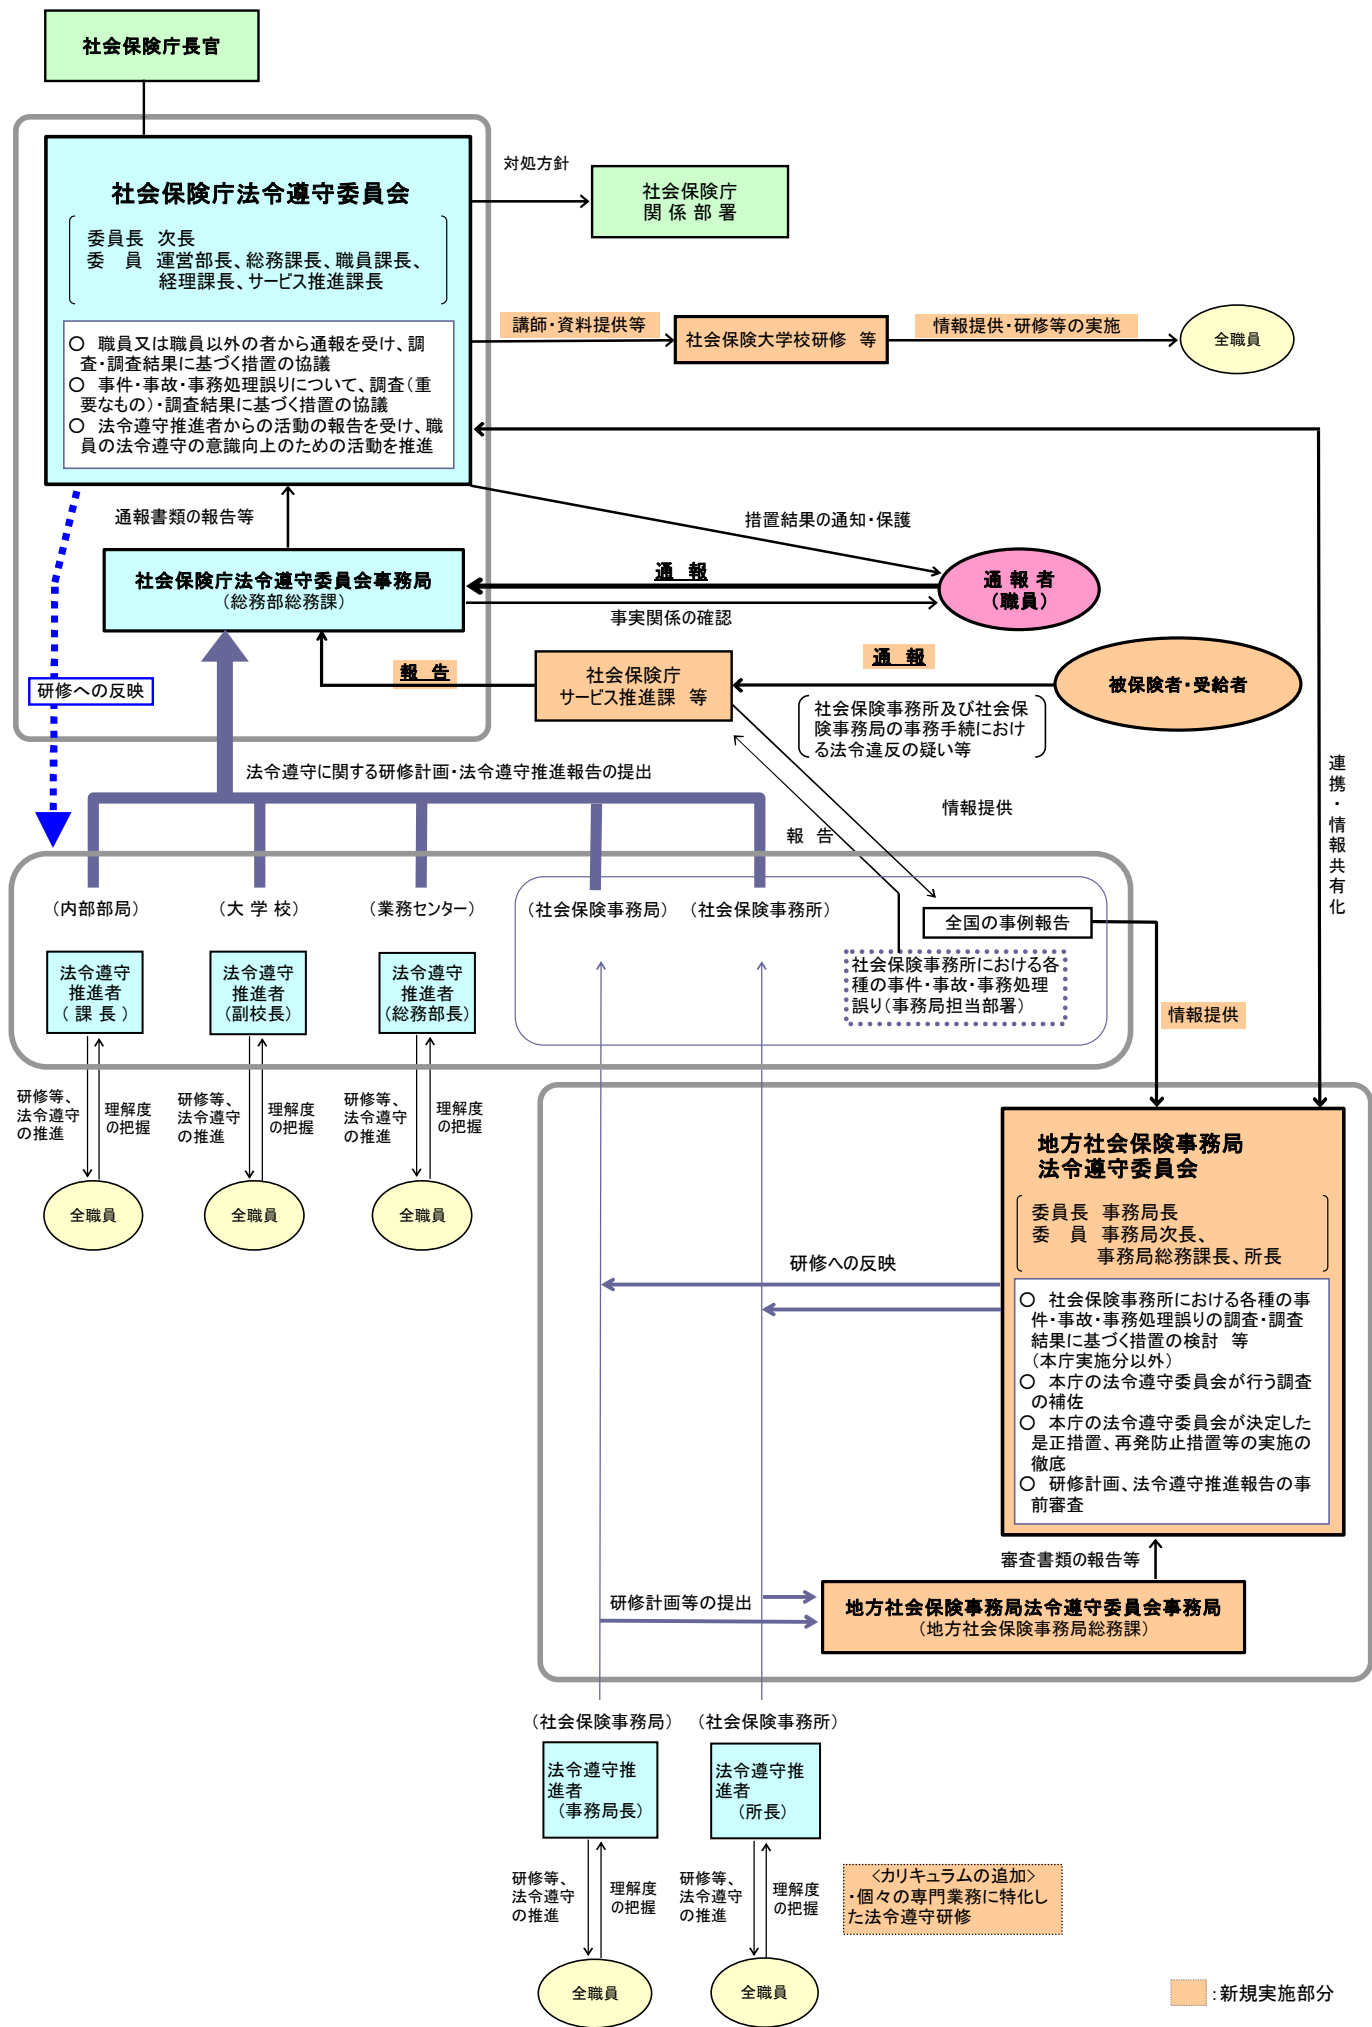 社会保険庁長官
社会保険庁法令遵守委員会
委員長　次長
委　員　運営部長、総務課長、職員課長、
経理課長、サービス推進課長
○　職員又は職員以外の者から通報を受け、調
査・調査結果に基づく措置の協議
○　事件・事故・事務処理誤りについて、調査（重
要なもの）・調査結果に基づく措置の協議
○　法令遵守推進者からの活動の報告を受け、職
員の法令遵守の意識向上のための活動を推進
対処方針
社会保険庁
関 係 部 署
講師・資料提供等
社会保険大学校研修　等
情報提供・研修等の実施
全職員
通報書類の報告等
措置結果の通知・保護
社会保険庁法令遵守委員会事務局
（総務部総務課）
通　報
事実関係の確認
通 報 者
（職員）
報　告
社会保険庁
サービス推進課　等
通　報
被保険者・受給者
社会保険事務所及び社会保
険事務局の事務手続におけ
る法令違反の疑い等
研修への反映
法令遵守に関する研修計画・法令遵守推進報告の提出
情報提供
報　告
連携・情報共有化
（内部部局）
（大 学 校）
（業務センター）
（社会保険事務局）
（社会保険事務所）
全国の事例報告
法令遵守
推進者
（ 課 長 ）
法令遵守
推進者
（副校長）
法令遵守
推進者
（総務部長）
社会保険事務所における各
種の事件・事故・事務処理
誤り（事務局担当部署）
情報提供
研修等、
法令遵守
の推進
理解度
の把握
研修等、
法令遵守
の推進
理解度
の把握
研修等、
法令遵守
の推進
理解度
の把握
全職員
全職員
全職員
地方社会保険事務局
法令遵守委員会
委員長　事務局長
委　員　事務局次長、
事務局総務課長、所長
○　社会保険事務所における各種の事
件・事故・事務処理誤りの調査・調査
結果に基づく措置の検討　等
（本庁実施分以外）
○　本庁の法令遵守委員会が行う調査
の補佐
○　本庁の法令遵守委員会が決定した
是正措置、再発防止措置等の実施の
徹底
○　研修計画、法令遵守推進報告の事
前審査
研修への反映
審査書類の報告等
研修計画等の提出
地方社会保険事務局法令遵守委員会事務局
（地方社会保険事務局総務課）
（社会保険事務局）
（社会保険事務所）
法令遵守推
進者
（事務局長）
法令遵守推
進者
（所長）
研修等、
法令遵守
の推進
理解度
の把握
研修等、
法令遵守
の推進
理解度
の把握
<カリキュラムの追加>
・個々の専門業務に特化し
た法令遵守研修
全職員
全職員
：新規実施部分